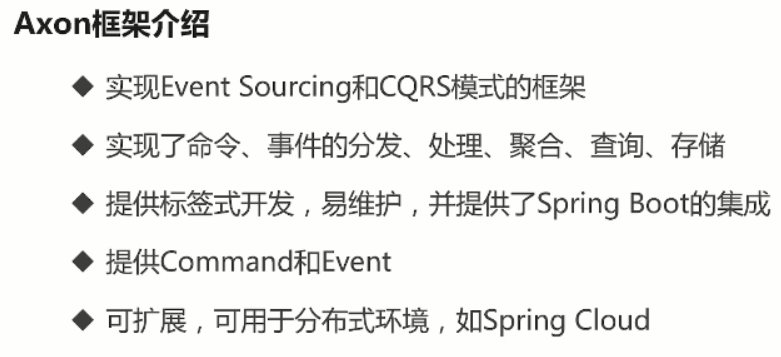 Axon框架介绍
◆ 实现Event Sourcing和CQRS模式的框架
◆ 实现了命令、事件的分发、处理、聚合、查询、存储
◆ 提供标签式开发，易维护，并提供了Spring Boot的集成
◆ 提供Command和Event
◆ 可扩展，可用于分布式环境，如Spring Cloud